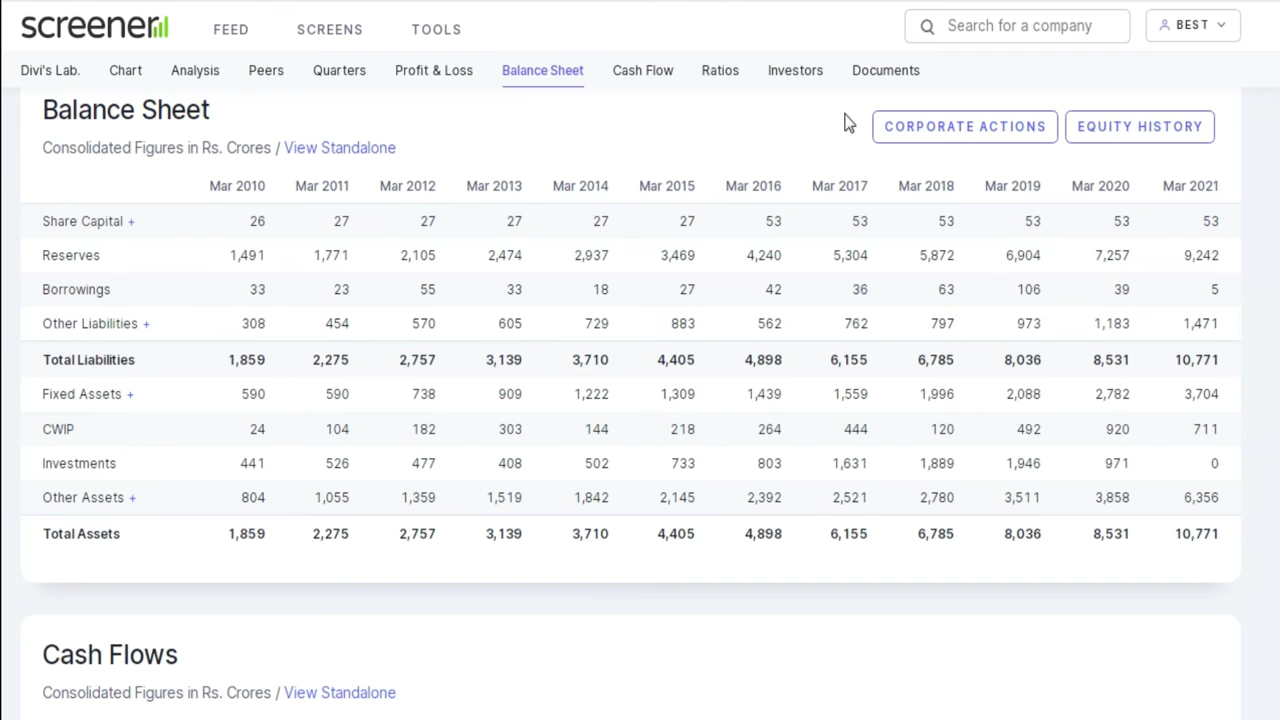 screener FEED SCREENS TOOLS Search for a company BEST
Divi's Lab. Chart Analysis Peers Quarters Profit & Loss Balance Sheet Cash Flow Ratios Investors Documents
Balance Sheet
CORPORATE ACTIONS EQUITY HISTORY
Consolidated Figures in Rs. Crores / View Standalone
Mar 2010 Mar 2011 Mar 2012 Mar 2013 Mar 2014 Mar 2015 Mar 2016 Mar 2017 Mar 2018 Mar 2019 Mar 2020 Mar 2021
Share Capital + 26 27 27 27 27 27 53 53 53 53 53 53
Reserves 1,491 1,771 2,105 2,474 2,937 3,469 4,240 5,304 5,872 6,904 7,257 9,242
Borrowings 33 23 55 33 18 27 42 36 63 106 39 5
Other Liabilities + 308 454 570 605 729 883 562 762 797 973 1,183 1,471
Total Liabilities 1,859 2,275 2,757 3,139 3,710 4,405 4,898 6,155 6,785 8,036 8,531 10,771
Fixed Assets + 590 590 738 909 1,222 1,309 1,439 1,559 1,996 2,088 2,782 3,704
CWIP 24 104 182 303 144 218 264 444 120 492 920 711
Investments 441 526 477 408 502 733 803 1,631 1,889 1,946 971 0
Other Assets + 804 1,055 1,359 1,519 1,842 2,145 2,392 2,521 2,780 3,511 3,858 6,356
Total Assets 1,859 2,275 2,757 3,139 3,710 4,405 4,898 6,155 6,785 8,036 8,531 10,771
Cash Flows
Consolidated Figures in Rs. Crores / View Standalone